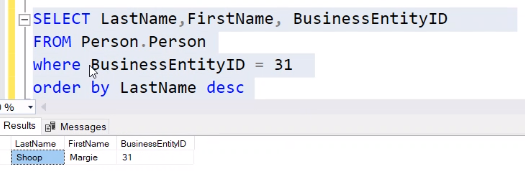 SELECT LastName,FirstName, BusinessEntityID
FROM Person.Person
where BusinessEntityID = 31
order by LastName desc
0 %
Results Messages
LastName FirstName BusinessEntityID
Shoop Margie 31